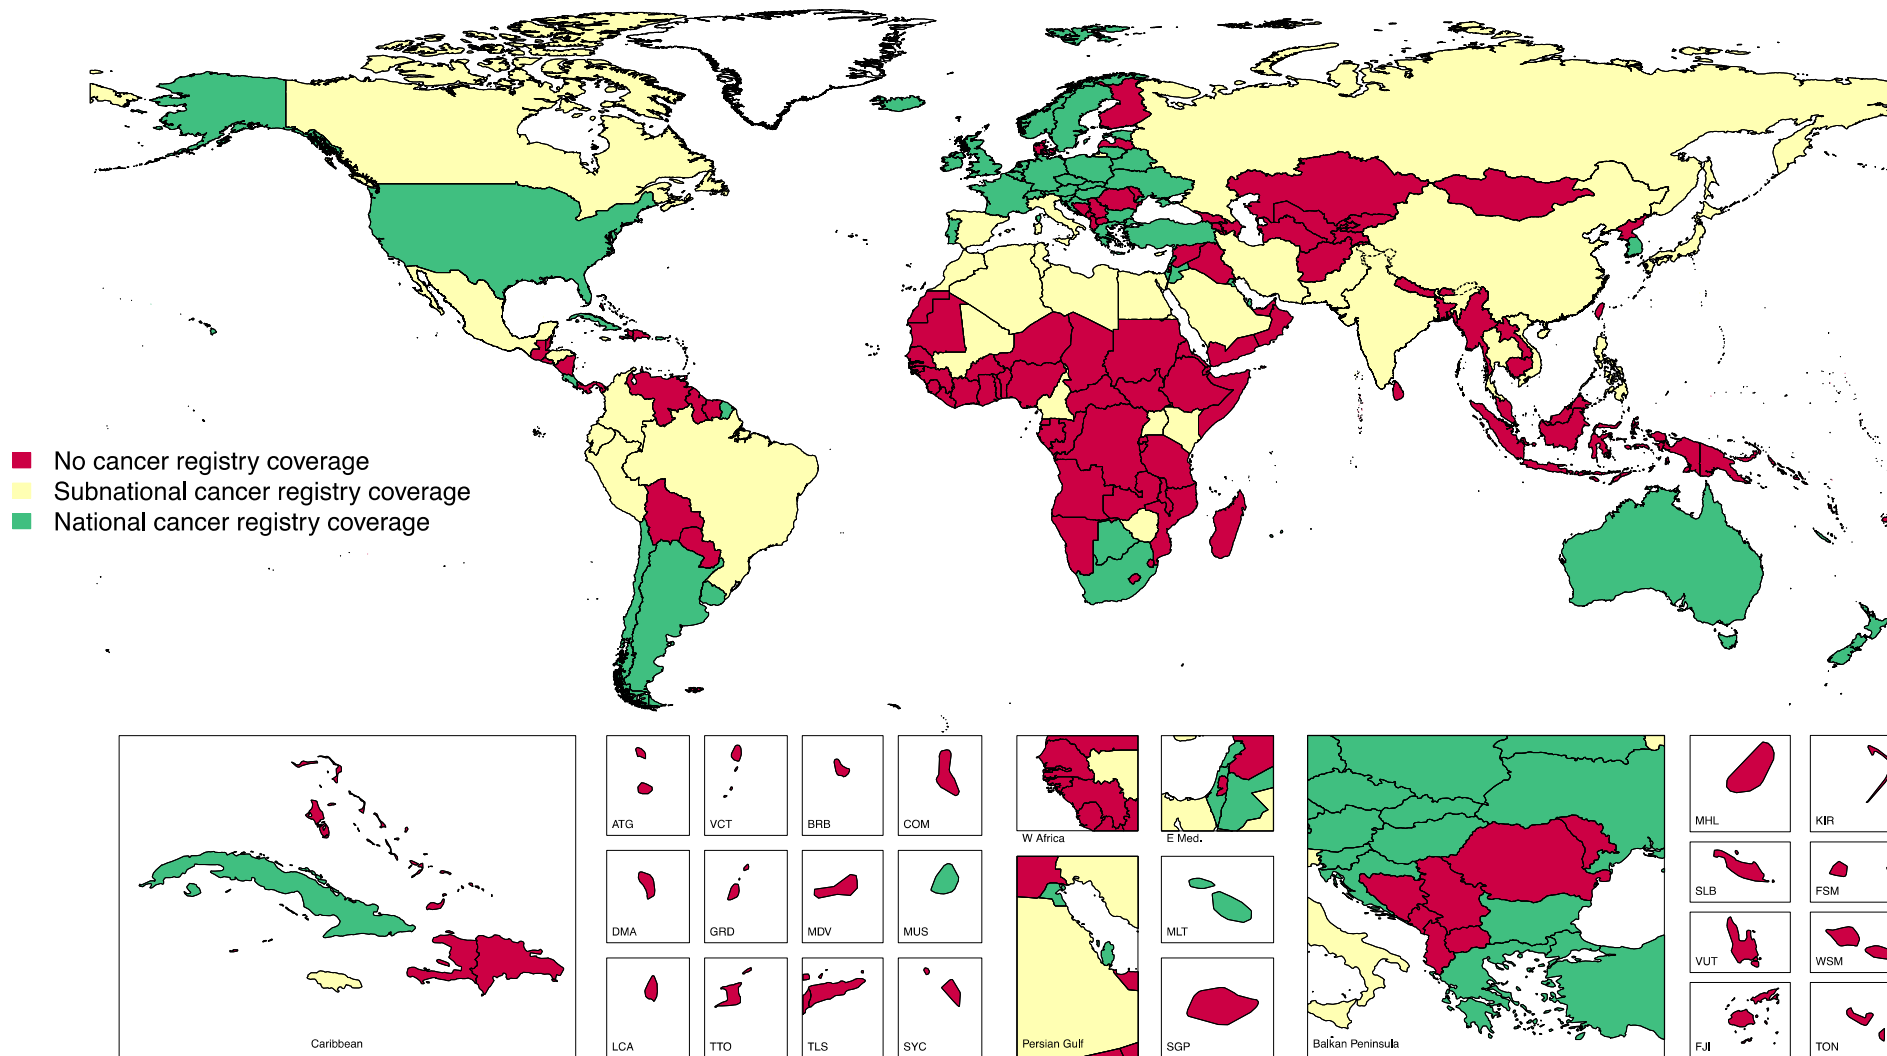 No cancer registry coverage
Subnational cancer registry coverage
National cancer registry coverage
ATG
VCT
BRB
COM
W Africa
E Med.
MHL
KIR
SLB
FSM
DMA
GRD
MDV
MUS
MLT
VUT
WSM
Caribbean
LCA
TTO
TLS
SYC
Persian Gulf
SGP
Balkan Peninsula
FJI
TON